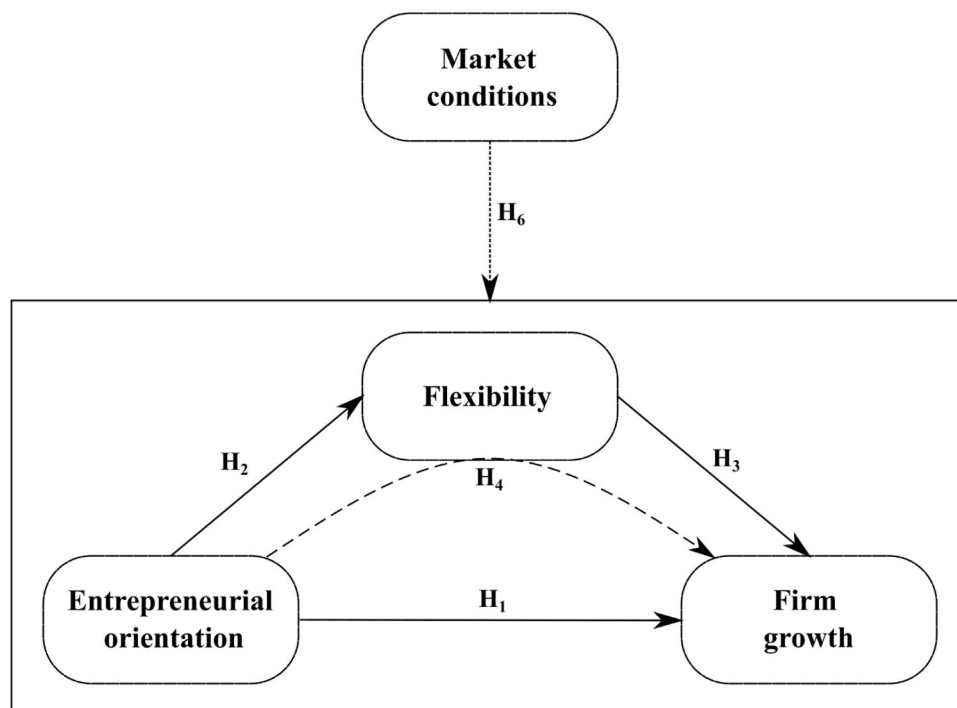 Market
conditions
H₆
Flexibility
H₂
H₃
H₄
Entrepreneurial
orientation
H₁
Firm
growth